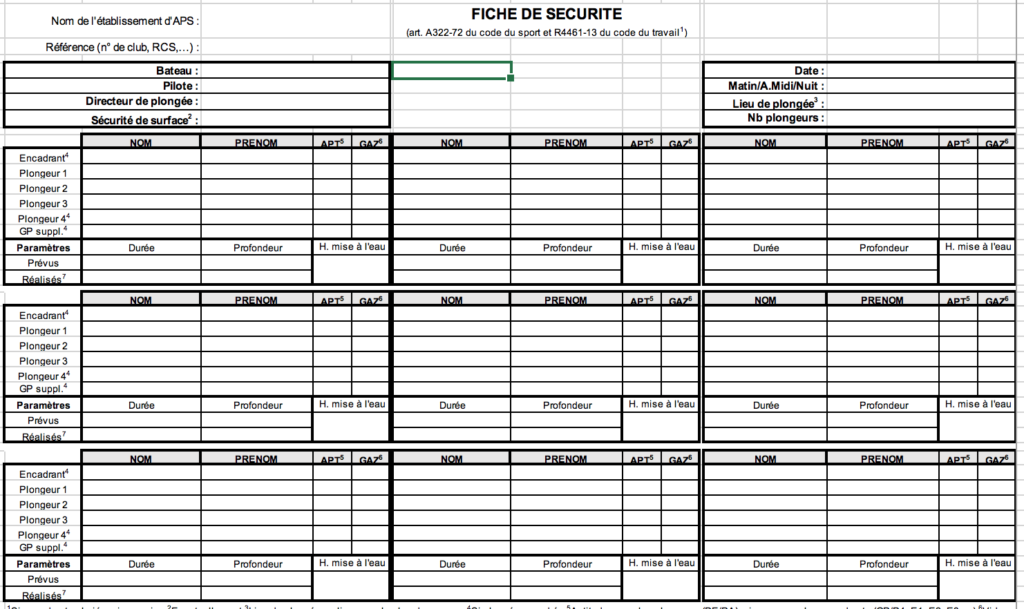 FICHE DE SECURITE
Nom de l'établissement d'APS :
(art. A322-72 du code du sport et R4461-13 du code du travail¹)
Référence (n° de club, RCS,...) :
Bateau : Date :
Pilote : Matin/A.Midi/Nuit :
Directeur de plongée : Lieu de plongée³ :
Sécurité de surface² : Nb plongeurs :
NOM PRENOM APT⁵ GAZ⁶ NOM PRENOM APT⁵ GAZ⁶ NOM PRENOM APT⁵ GAZ⁶
Encadrant⁴
Plongeur 1
Plongeur 2
Plongeur 3
Plongeur 4⁴
GP suppl.⁴
Paramètres Durée Profondeur H. mise à l'eau Durée Profondeur H. mise à l'eau Durée Profondeur H. mise à l'eau
Prévus
Réalisés⁷
NOM PRENOM APT⁵ GAZ⁶ NOM PRENOM APT⁵ GAZ⁶ NOM PRENOM APT⁵ GAZ⁶
Encadrant⁴
Plongeur 1
Plongeur 2
Plongeur 3
Plongeur 4⁴
GP suppl.⁴
Paramètres Durée Profondeur H. mise à l'eau Durée Profondeur H. mise à l'eau Durée Profondeur H. mise à l'eau
Prévus
Réalisés⁷
NOM PRENOM APT⁵ GAZ⁶ NOM PRENOM APT⁵ GAZ⁶ NOM PRENOM APT⁵ GAZ⁶
Encadrant⁴
Plongeur 1
Plongeur 2
Plongeur 3
Plongeur 4⁴
GP suppl.⁴
Paramètres Durée Profondeur H. mise à l'eau Durée Profondeur H. mise à l'eau Durée Profondeur H. mise à l'eau
Prévus
Réalisés⁷